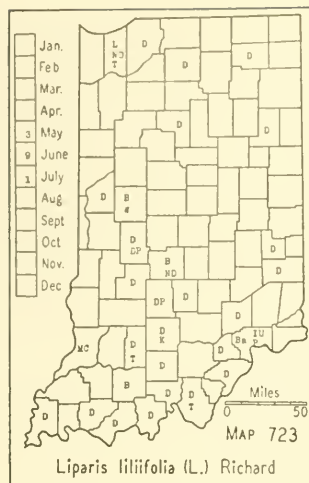 Jan.
Feb
Mar.
Apr.
3 May
9 June
1 July
Aug
Sept
Oct
Nov.
Dec
L D
ND
T D D
D D
D B
D
DP B D
ND D
D DP D D
MC D D IU
T K D Ba P
B D D
D D D D D D
T
Miles
0 50
MAP 723
Liparis liliifolia (L.) Richard